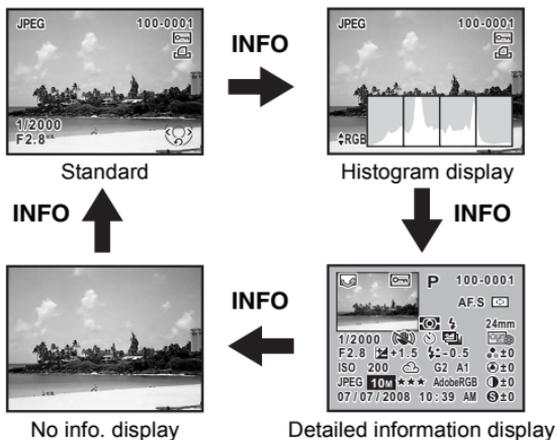 JPEG 100-0001
1/2000
F2.8
Standard
INFO
JPEG 100-0001
RGB
Histogram display
INFO
P 100-0001
AF.S
1/2000 24mm
F2.8 +1.5 -0.5 ±0
ISO 200 G2 A1 ±0
JPEG 10M ★★★ AdobeRGB ±0
07/07/2008 10:39 AM S ±0
Detailed information display
INFO
No info. display
INFO